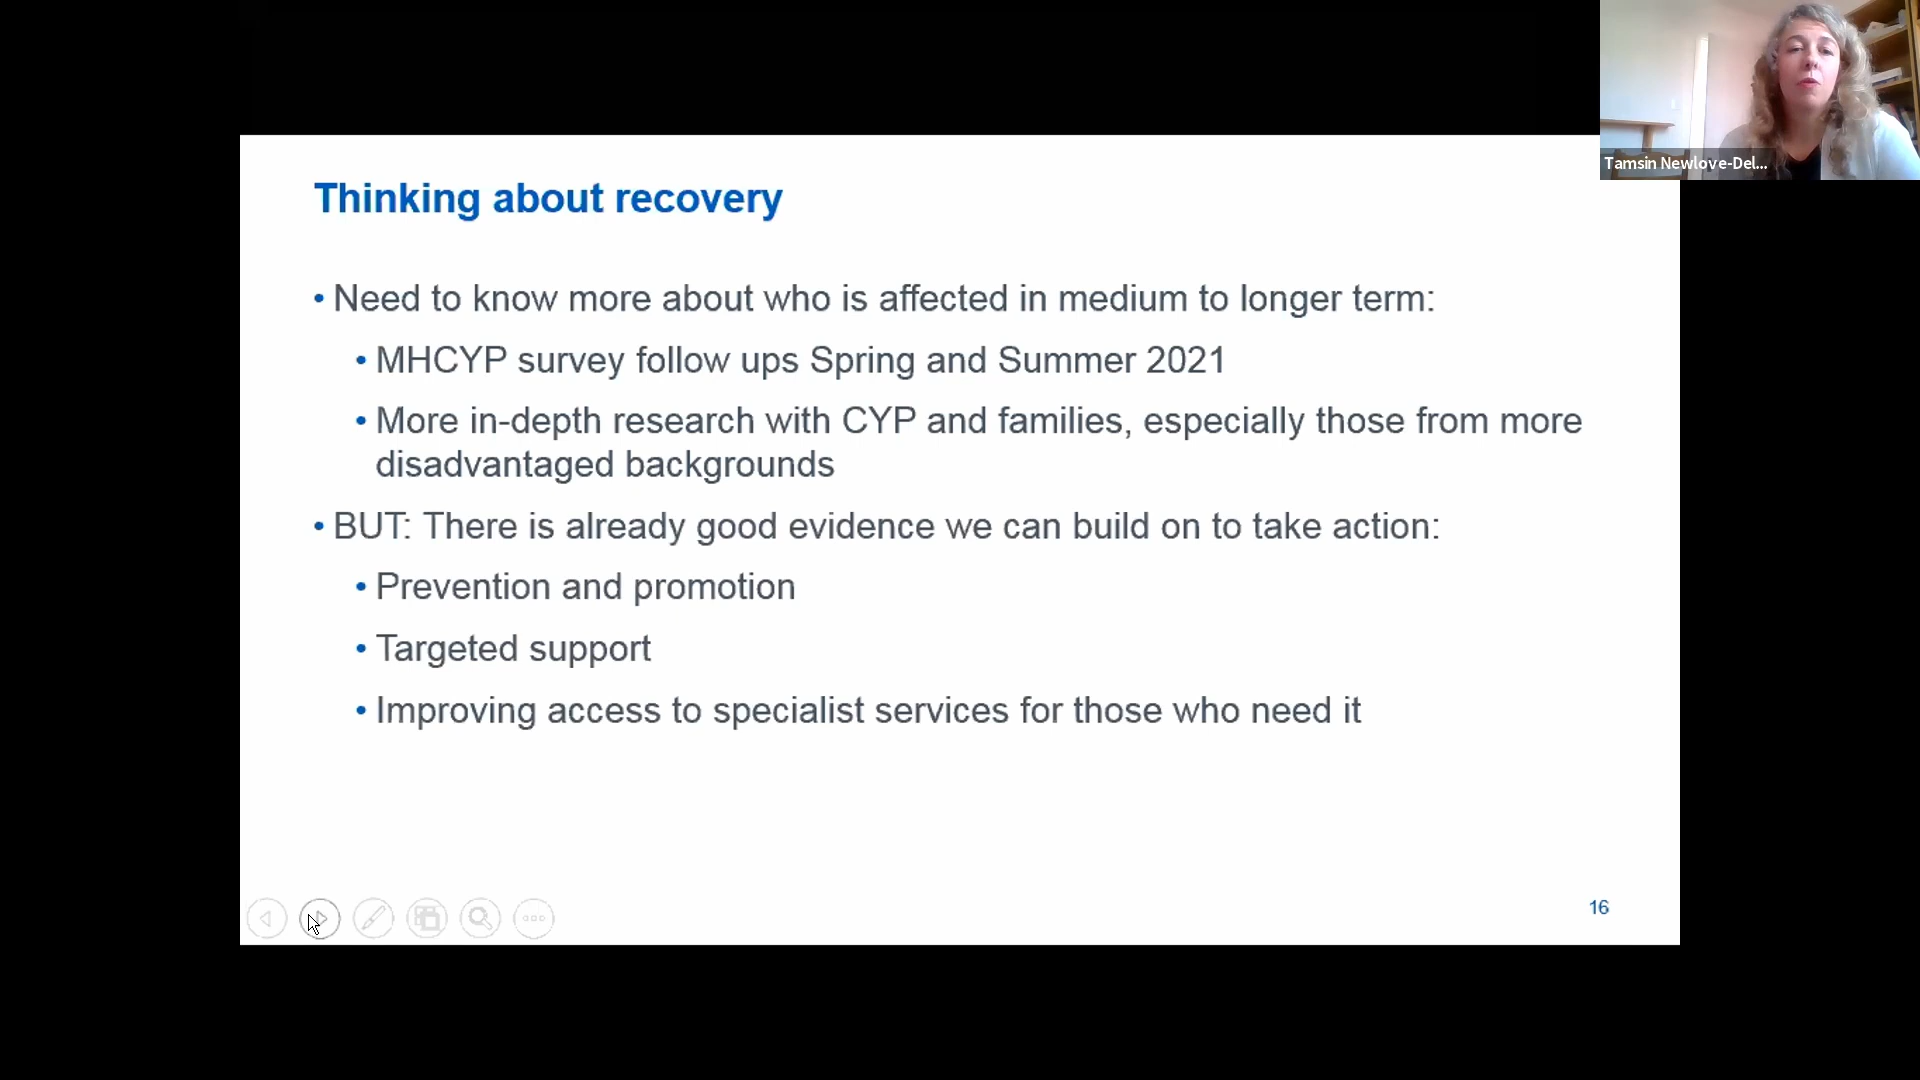 Tamsin Newlove-Del...
Thinking about recovery
• Need to know more about who is affected in medium to longer term:
• MHCYP survey follow ups Spring and Summer 2021
• More in-depth research with CYP and families, especially those from more
disadvantaged backgrounds
• BUT: There is already good evidence we can build on to take action:
• Prevention and promotion
• Targeted support
• Improving access to specialist services for those who need it
16